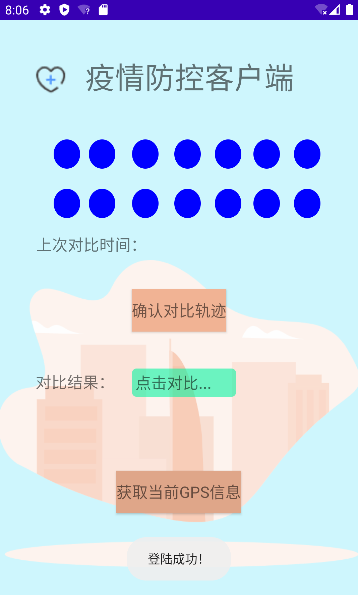 8:06
疫情防控客户端
上次对比时间：
确认对比轨迹
对比结果：
点击对比...
获取当前GPS信息
登陆成功！